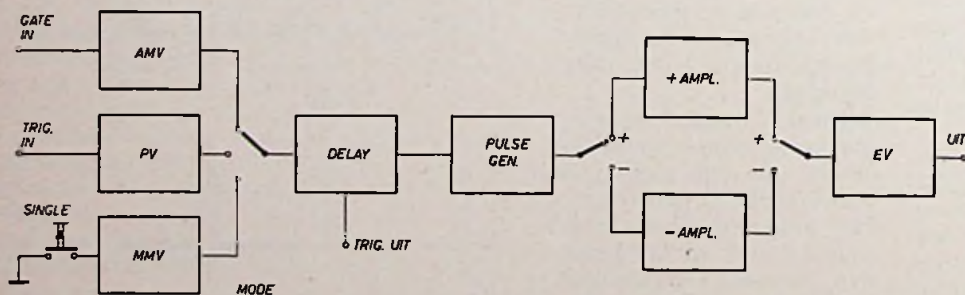 GATE
IN
AMV
TRIG.
IN
PV
SINGLE
MMV
MODE
DELAY
TRIG. UIT
PULSE
GEN.
+
-
+ AMPL.
- AMPL.
+
-
EV
UIT